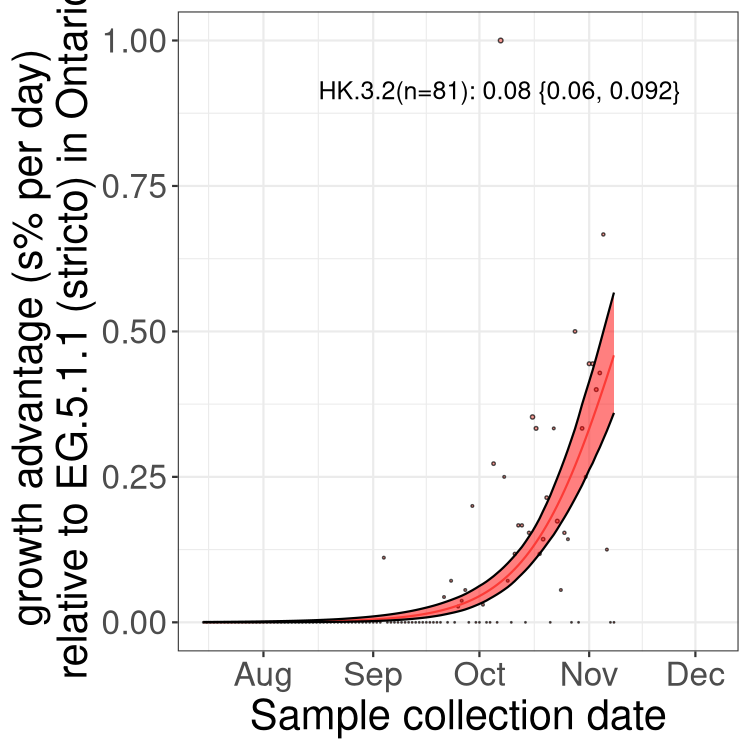 growth advantage (s% per day)
relative to EG.5.1.1 (stricto) in Ontario
1.00
0.75
0.50
0.25
0.00
HK.3.2(n=81): 0.08 {0.06, 0.092}
Aug Sep Oct Nov Dec
Sample collection date